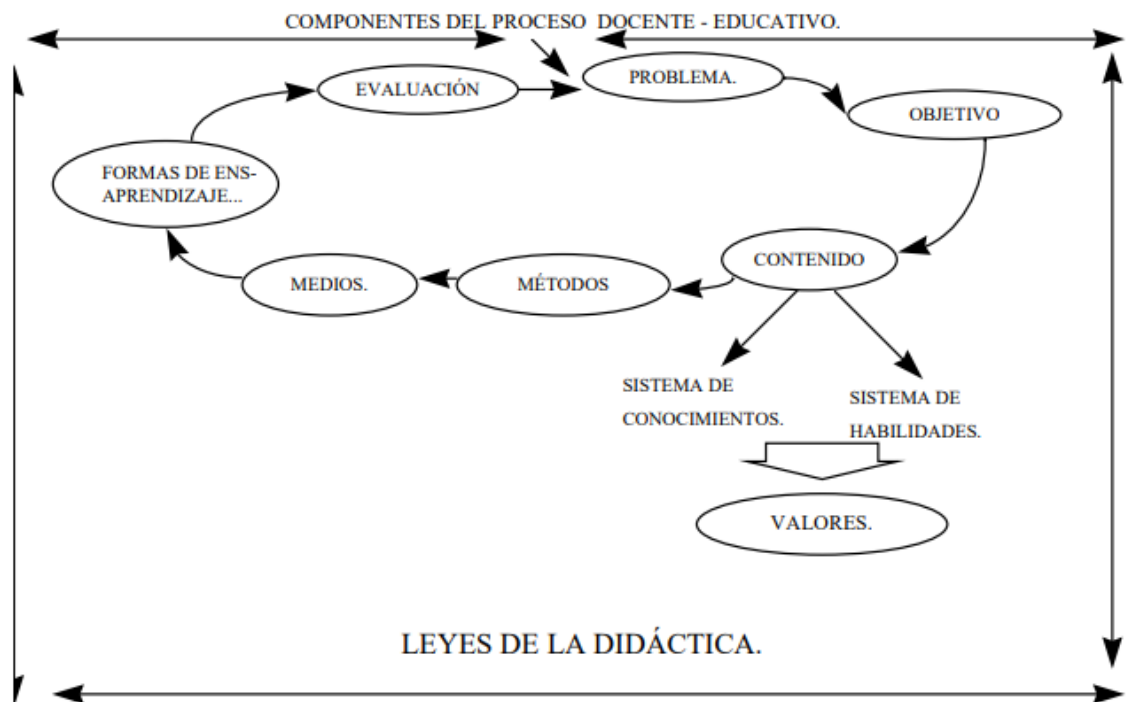 COMPONENTES DEL PROCESO DOCENTE - EDUCATIVO.
EVALUACIÓN
PROBLEMA.
OBJETIVO
FORMAS DE ENS-
APRENDIZAJE...
CONTENIDO
MEDIOS.
MÉTODOS
SISTEMA DE
CONOCIMIENTOS.
SISTEMA DE
HABILIDADES.
VALORES.
LEYES DE LA DIDÁCTICA.